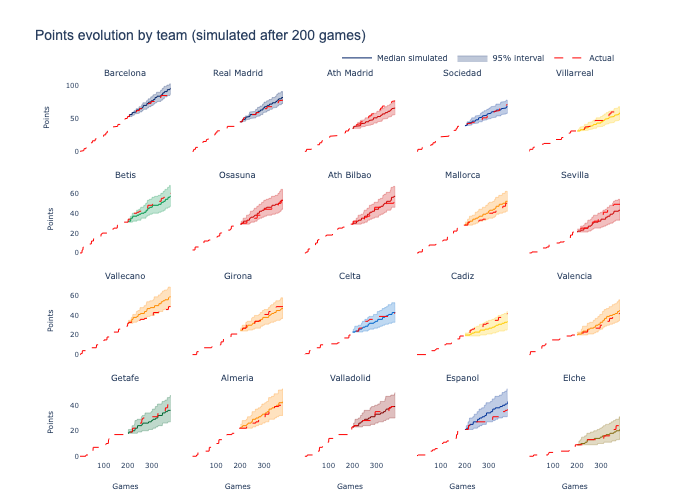 Points evolution by team (simulated after 200 games)
Median simulated 95% interval Actual
Barcelona Real Madrid Ath Madrid Sociedad Villarreal
100
50
0
Points
Betis Osasuna Ath Bilbao Mallorca Sevilla
60
40
20
0
Points
Vallecano Girona Celta Cadiz Valencia
60
40
20
0
Points
Getafe Almeria Valladolid Espanol Elche
40
20
0
Points
100 200 300 100 200 300 100 200 300 100 200 300 100 200 300
Games Games Games Games Games